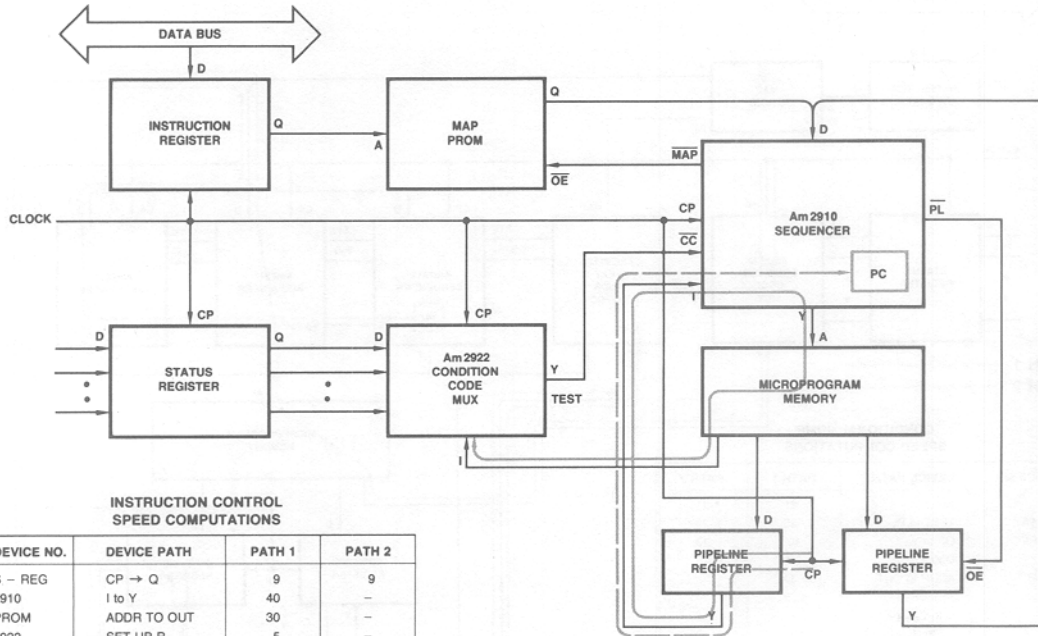 DATA BUS
D
INSTRUCTION
REGISTER
Q
A
MAP
PROM
Q
MAP
OE
D
CLOCK
CP
CC
Am2910
SEQUENCER
PL
PC
I
Y
CP
D
STATUS
REGISTER
Q
CP
D
Am2922
CONDITION
CODE
MUX
Y
TEST
I
A
MICROPROGRAM
MEMORY
D
D
PIPELINE
REGISTER
CP
PIPELINE
REGISTER
OE
Y
Y
INSTRUCTION CONTROL
SPEED COMPUTATIONS
DEVICE NO. DEVICE PATH PATH 1 PATH 2
– REG CP → Q 9 9
910 I to Y 40 –
PROM ADDR TO OUT 30 –